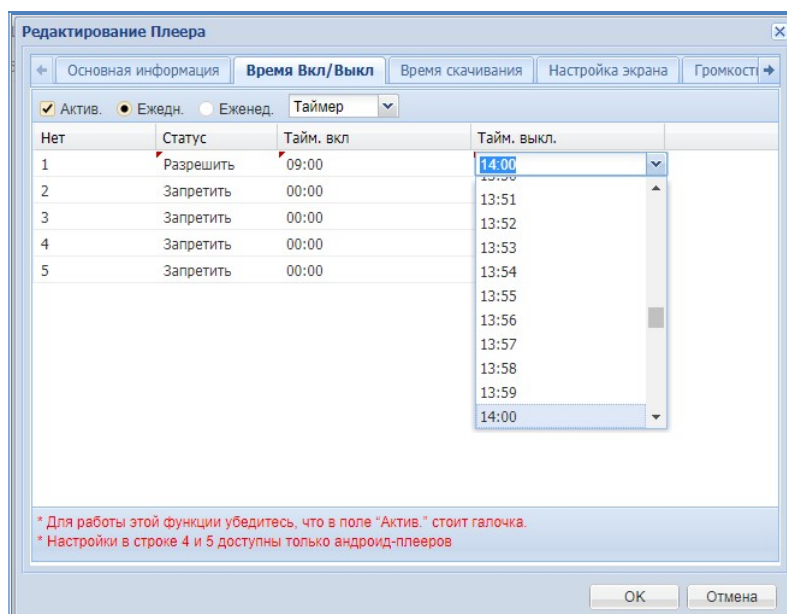 Редактирование Плеера
Основная информация Время Вкл/Выкл Время скачивания Настройка экрана Громкость
Актив. Ежедн. Еженед. Таймер
Нет Статус Тайм. вкл Тайм. выкл.
1 Разрешить 09:00 14:00
2 Запретить 00:00
3 Запретить 00:00
4 Запретить 00:00
5 Запретить 00:00
13:50
13:51
13:52
13:53
13:54
13:55
13:56
13:57
13:58
13:59
14:00
* Для работы этой функции убедитесь, что в поле "Актив." стоит галочка.
* Настройки в строке 4 и 5 доступны только андроид-плееров
OK Отмена